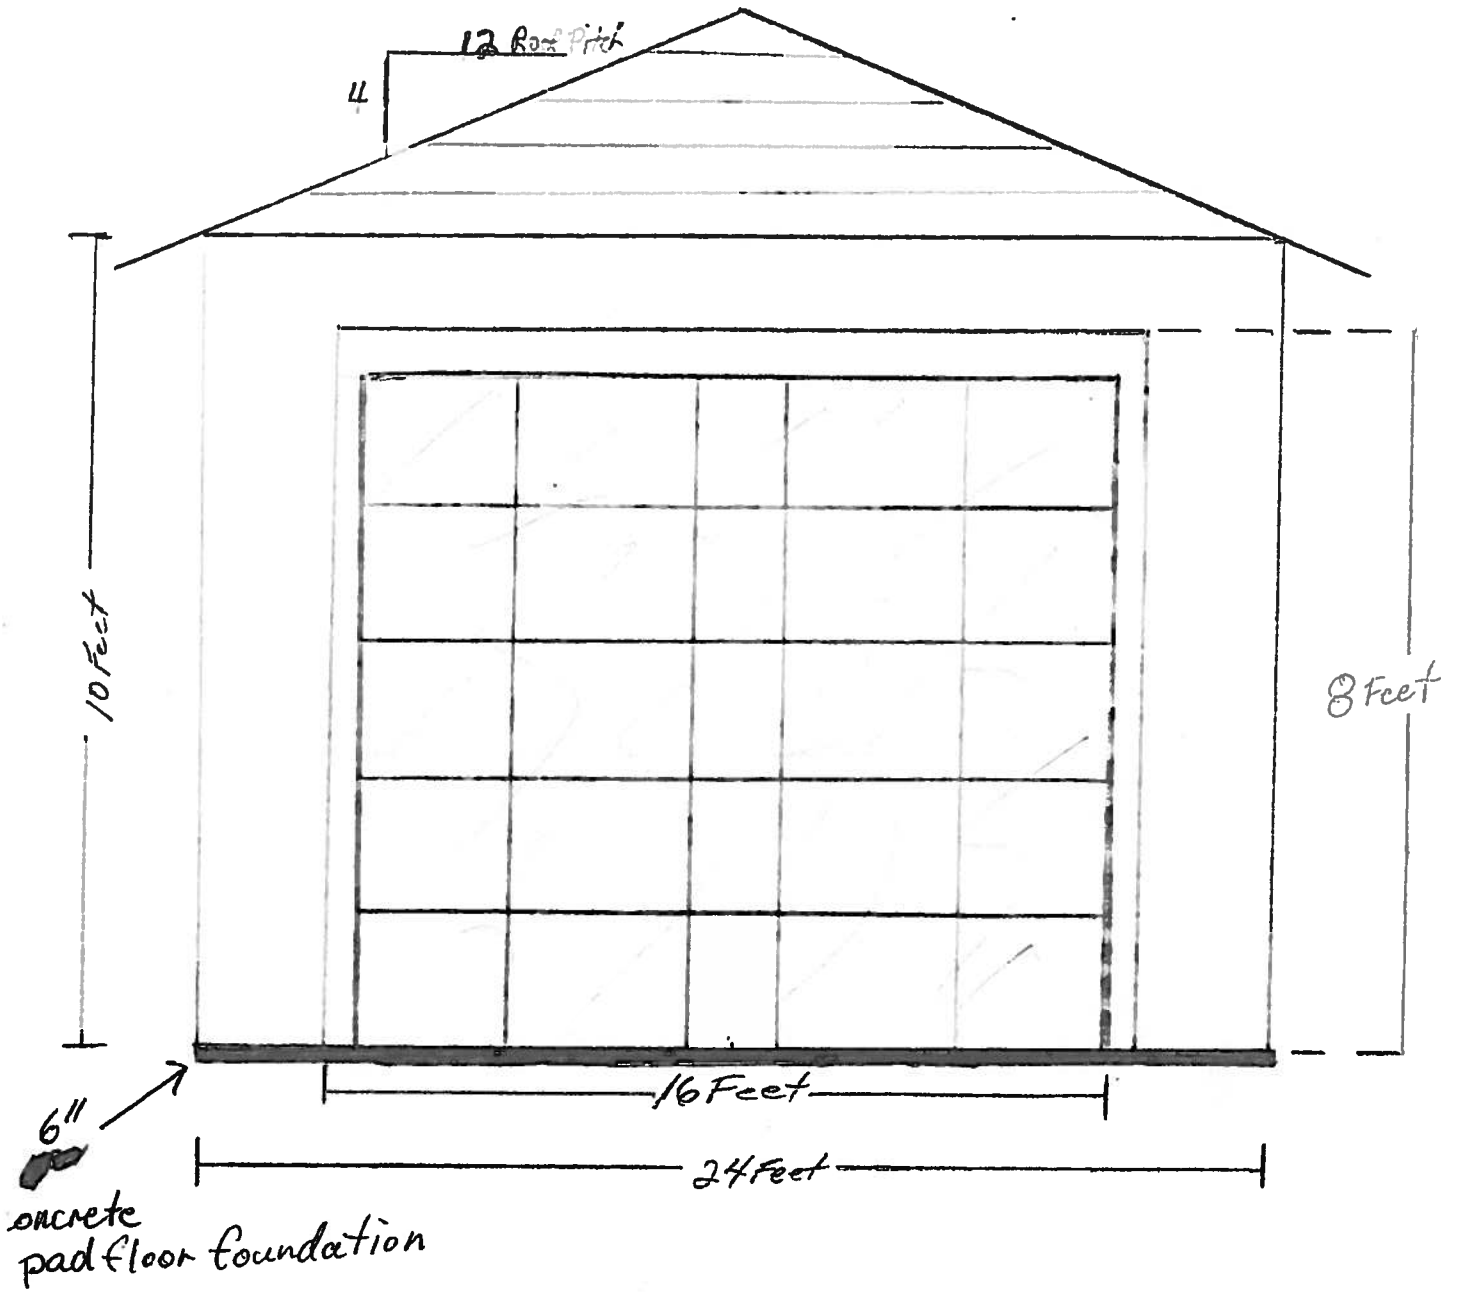 12 Roof Pitch
4
10 Feet
8 Feet
16 Feet
24 Feet
6"
oncrete
pad floor foundation